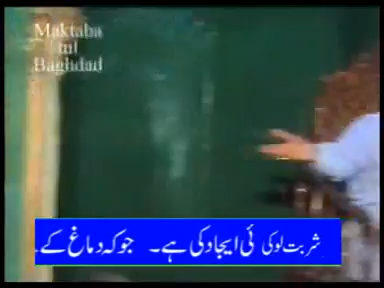 Maktaba
tul
Baghdad
شربت لوکی ئی ایجاد کی ہے۔ جو کہ دماغ کے۔